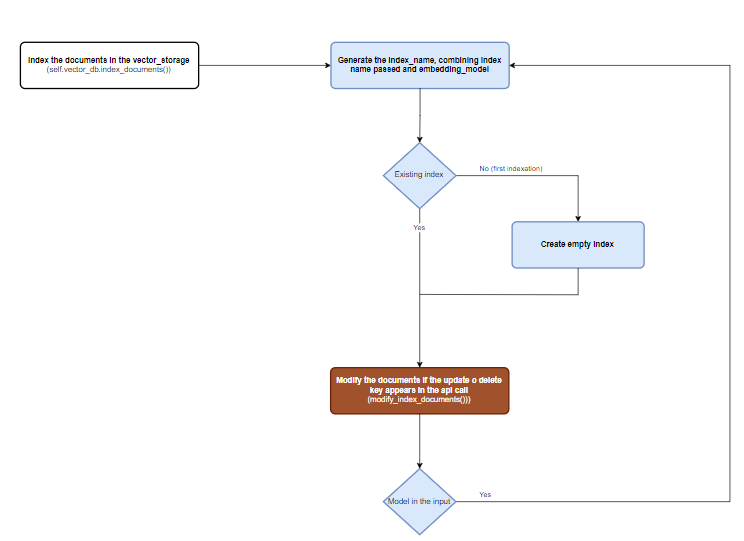 Index the documents in the vector_storage
(self.vector_db.index_documents())
Generate the index_name, combining index
name passed and embedding_model
Existing index
No (first indexation)
Yes
Create empty index
Modify the documents if the update o delete
key appears in the api call
(modify_index_documents()))
Model in the input
Yes